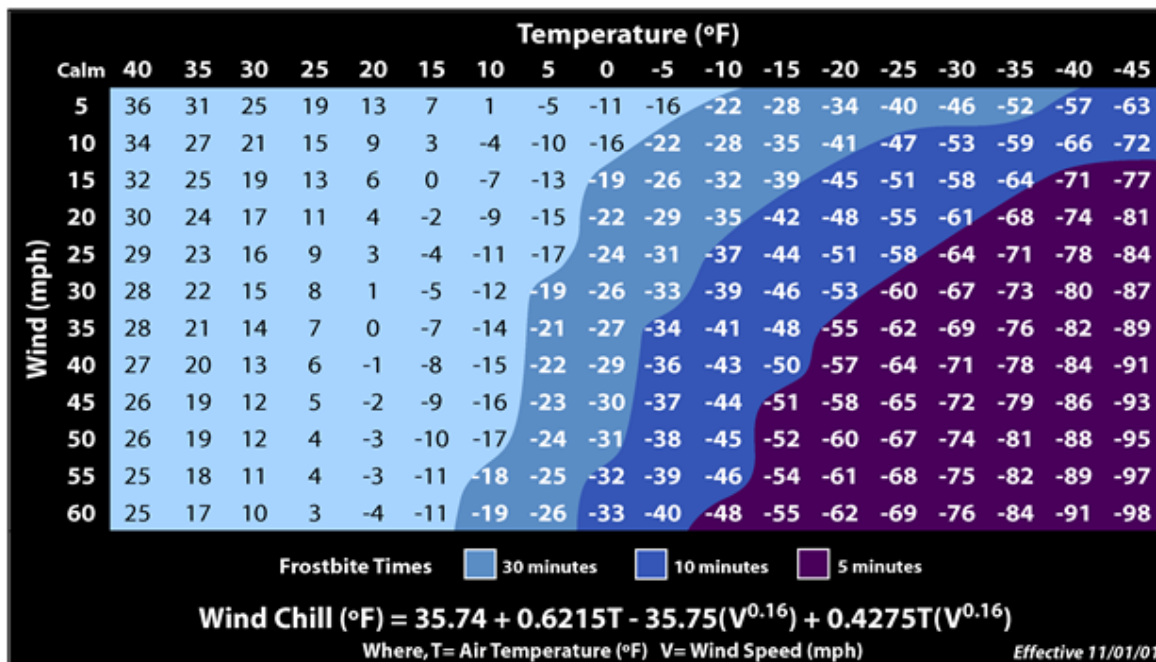 Temperature (ºF)
Calm 40 35 30 25 20 15 10 5 0 -5 -10 -15 -20 -25 -30 -35 -40 -45
5 36 31 25 19 13 7 1 -5 -11 -16 -22 -28 -34 -40 -46 -52 -57 -63
10 34 27 21 15 9 3 -4 -10 -16 -22 -28 -35 -41 -47 -53 -59 -66 -72
15 32 25 19 13 6 0 -7 -13 -19 -26 -32 -39 -45 -51 -58 -64 -71 -77
20 30 24 17 11 4 -2 -9 -15 -22 -29 -35 -42 -48 -55 -61 -68 -74 -81
25 29 23 16 9 3 -4 -11 -17 -24 -31 -37 -44 -51 -58 -64 -71 -78 -84
30 28 22 15 8 1 -5 -12 -19 -26 -33 -39 -46 -53 -60 -67 -73 -80 -87
35 28 21 14 7 0 -7 -14 -21 -27 -34 -41 -48 -55 -62 -69 -76 -82 -89
40 27 20 13 6 -1 -8 -15 -22 -29 -36 -43 -50 -57 -64 -71 -78 -84 -91
45 26 19 12 5 -2 -9 -16 -23 -30 -37 -44 -51 -58 -65 -72 -79 -86 -93
50 26 19 12 4 -3 -10 -17 -24 -31 -38 -45 -52 -60 -67 -74 -81 -88 -95
55 25 18 11 4 -3 -11 -18 -25 -32 -39 -46 -54 -61 -68 -75 -82 -89 -97
60 25 17 10 3 -4 -11 -19 -26 -33 -40 -48 -55 -62 -69 -76 -84 -91 -98
Wind (mph)
Frostbite Times 30 minutes 10 minutes 5 minutes
Wind Chill (ºF) = 35.74 + 0.6215T - 35.75(V^0.16) + 0.4275T(V^0.16)
Where, T= Air Temperature (ºF) V= Wind Speed (mph) Effective 11/01/01